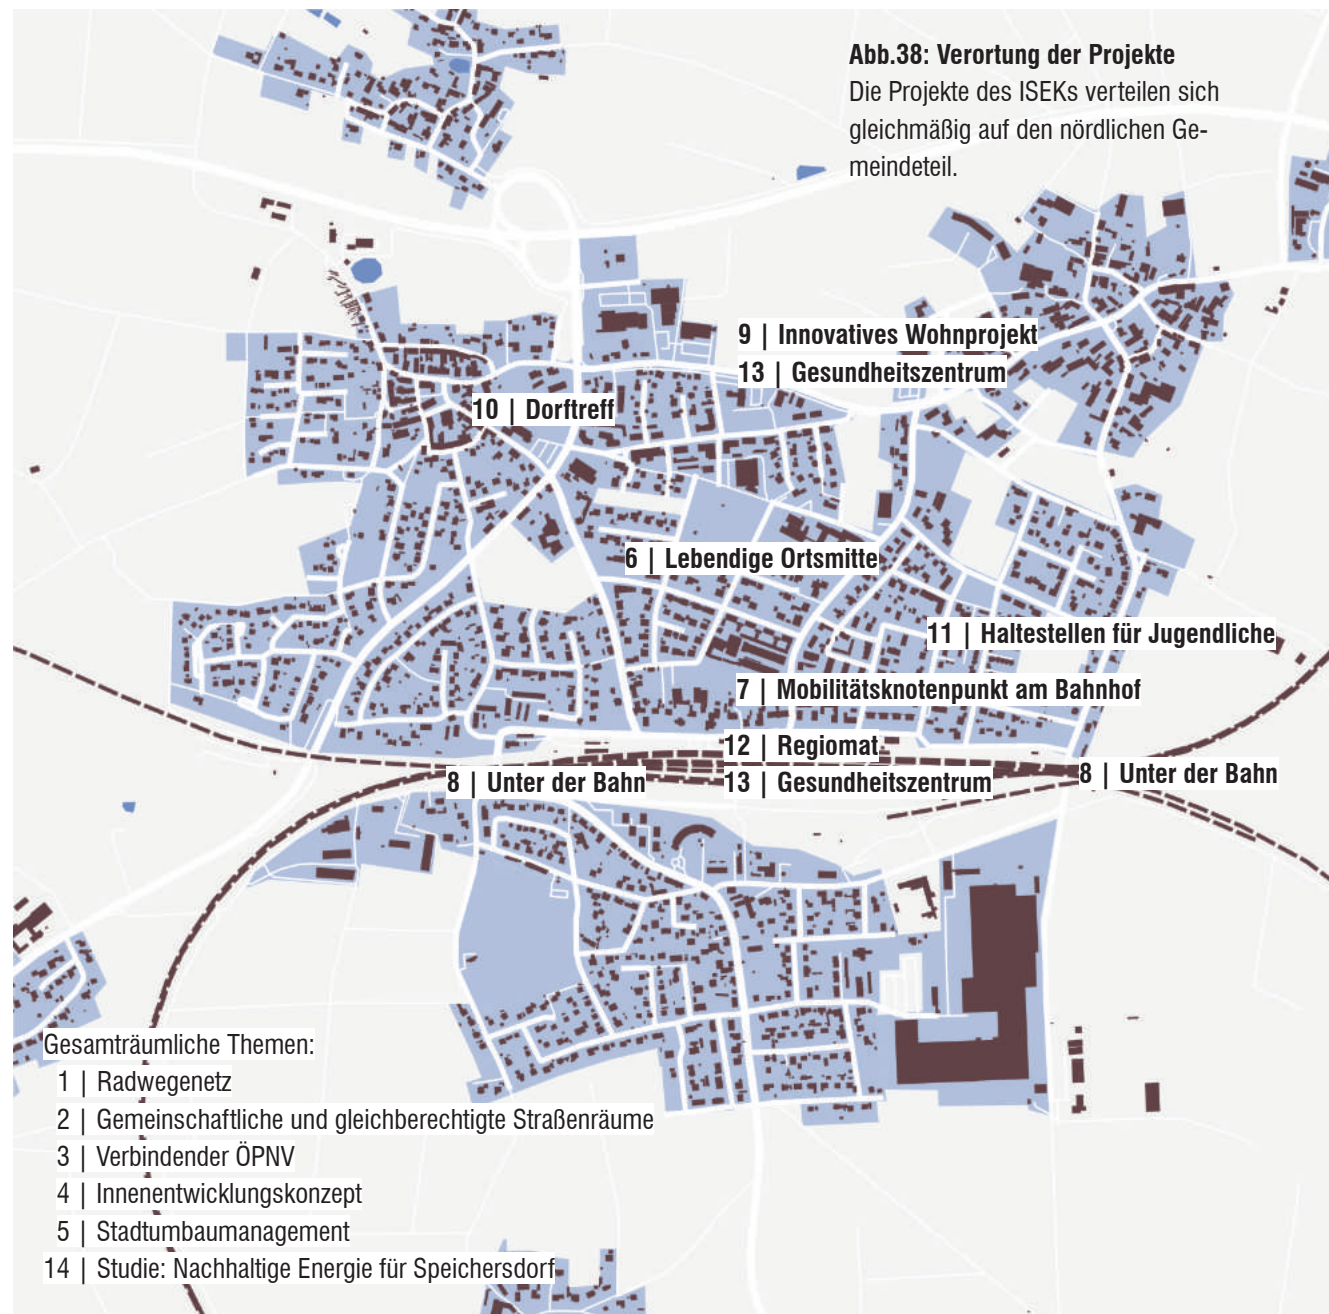 Abb.38: Verortung der Projekte
Die Projekte des ISEKs verteilen sich
gleichmäßig auf den nördlichen Ge-
meindeteil.
9 | Innovatives Wohnprojekt
13 | Gesundheitszentrum
10 | Dorftreff
6 | Lebendige Ortsmitte
11 | Haltestellen für Jugendliche
7 | Mobilitätsknotenpunkt am Bahnhof
12 | Regiomat
8 | Unter der Bahn
13 | Gesundheitszentrum
8 | Unter der Bahn
Gesamträumliche Themen:
1 | Radwegenetz
2 | Gemeinschaftliche und gleichberechtigte Straßenräume
3 | Verbindender ÖPNV
4 | Innenentwicklungskonzept
5 | Stadtumbaumanagement
14 | Studie: Nachhaltige Energie für Speichersdorf